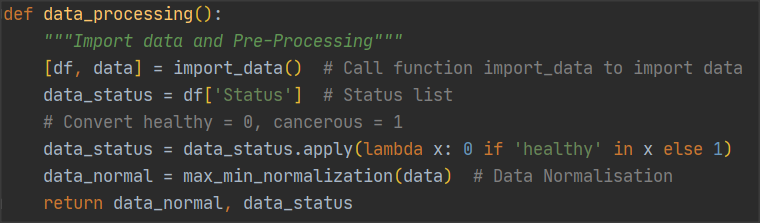 def data_processing():
    """Import data and Pre-Processing"""
    [df, data] = import_data()  # Call function import_data to import data
    data_status = df['Status']  # Status list
    # Convert healthy = 0, cancerous = 1
    data_status = data_status.apply(lambda x: 0 if 'healthy' in x else 1)
    data_normal = max_min_normalization(data)  # Data Normalisation
    return data_normal, data_status